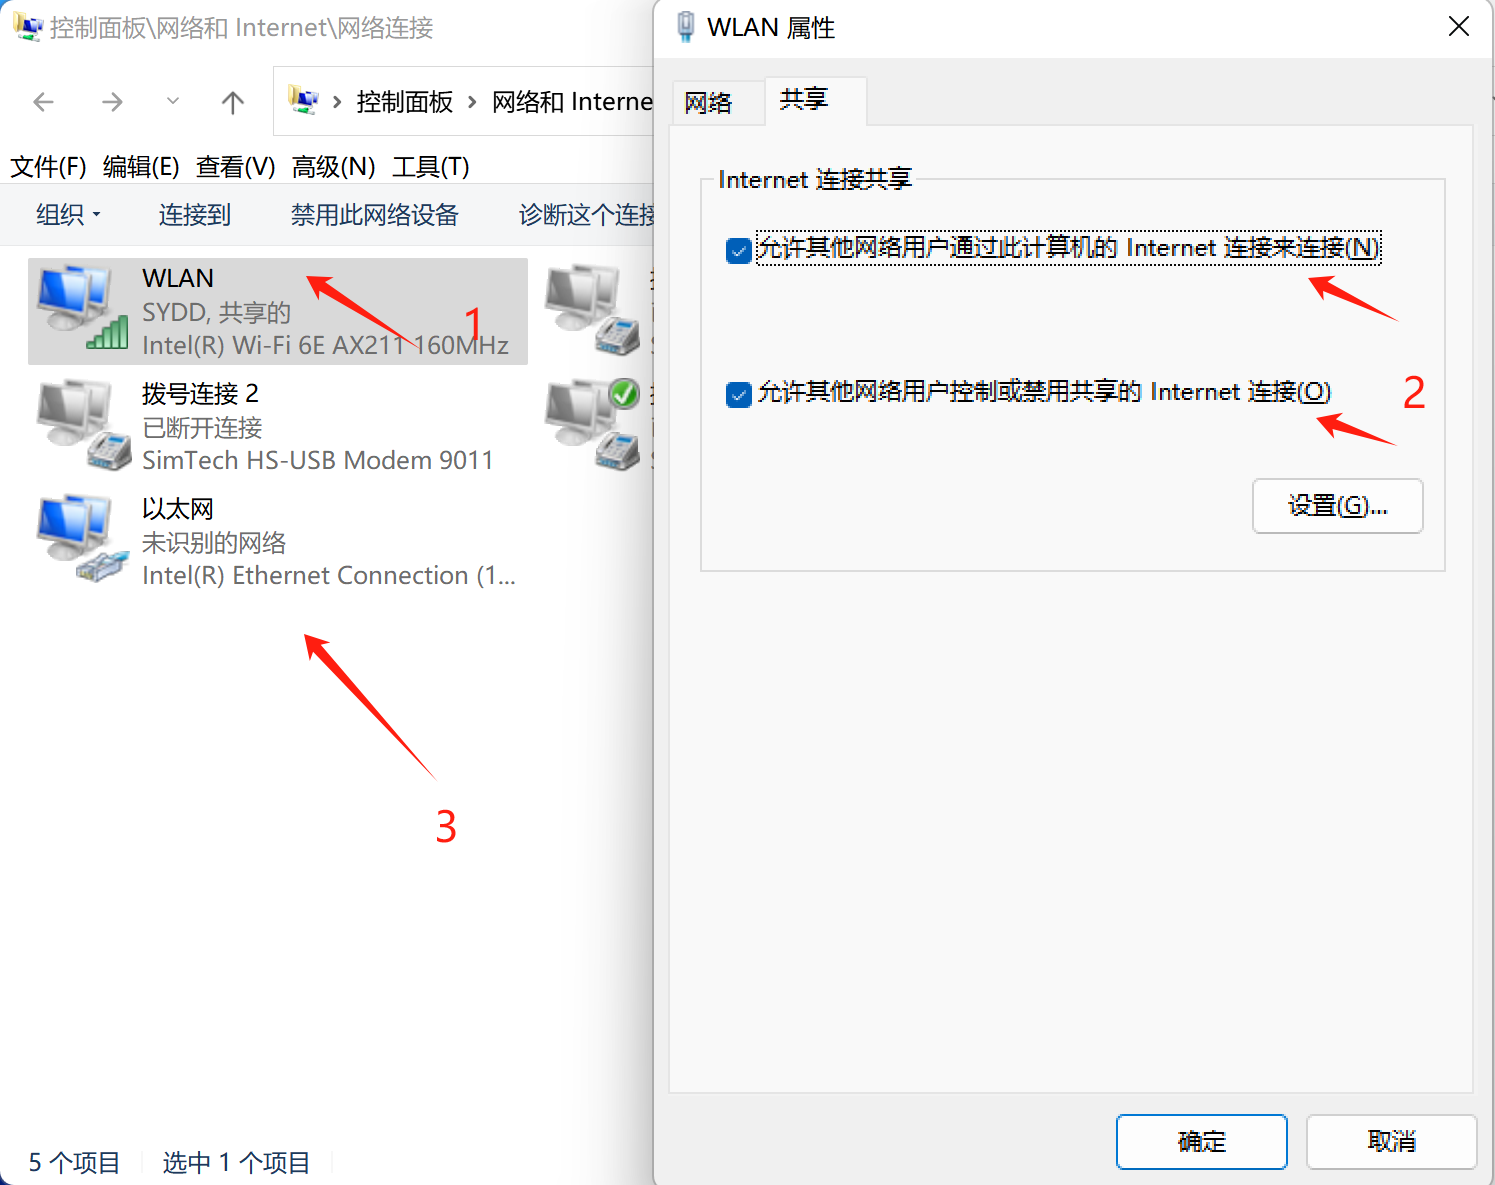 控制面板\网络和 Internet\网络连接
控制面板 › 网络和 Interne
文件(F) 编辑(E) 查看(V) 高级(N) 工具(T)
组织 连接到 禁用此网络设备 诊断这个连接
WLAN
SYDD, 共享的
Intel(R) Wi-Fi 6E AX211 160MHz
1
拨号连接 2
已断开连接
SimTech HS-USB Modem 9011
以太网
未识别的网络
Intel(R) Ethernet Connection (1...
3
5 个项目 选中 1 个项目
WLAN 属性
网络 共享
Internet 连接共享
允许其他网络用户通过此计算机的 Internet 连接来连接(N)
允许其他网络用户控制或禁用共享的 Internet 连接(O)
2
设置(G)...
确定 取消